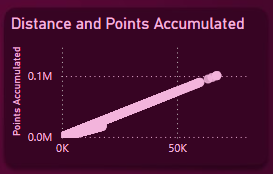 Distance and Points Accumulated
Points Accumulated
0.1M
0.0M
0K
50K